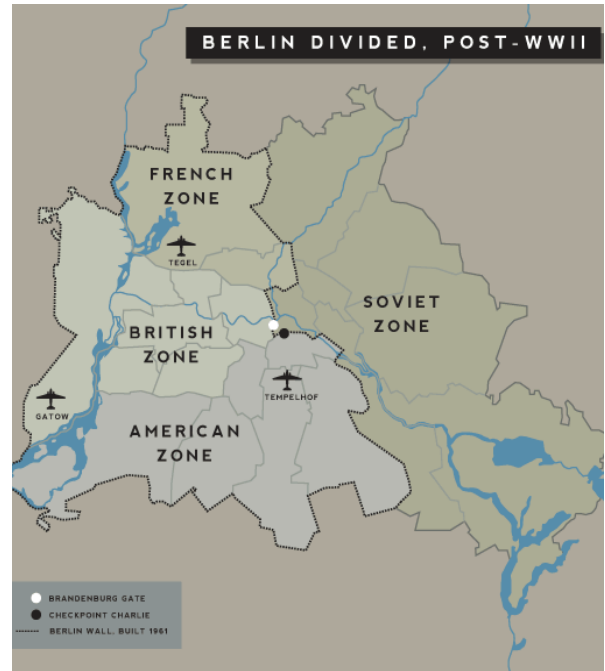 BERLIN DIVIDED, POST-WWII
FRENCH
ZONE
TEGEL
SOVIET
ZONE
BRITISH
ZONE
GATOW
TEMPELHOF
AMERICAN
ZONE
BRANDENBURG GATE
CHECKPOINT CHARLIE
BERLIN WALL, BUILT 1961